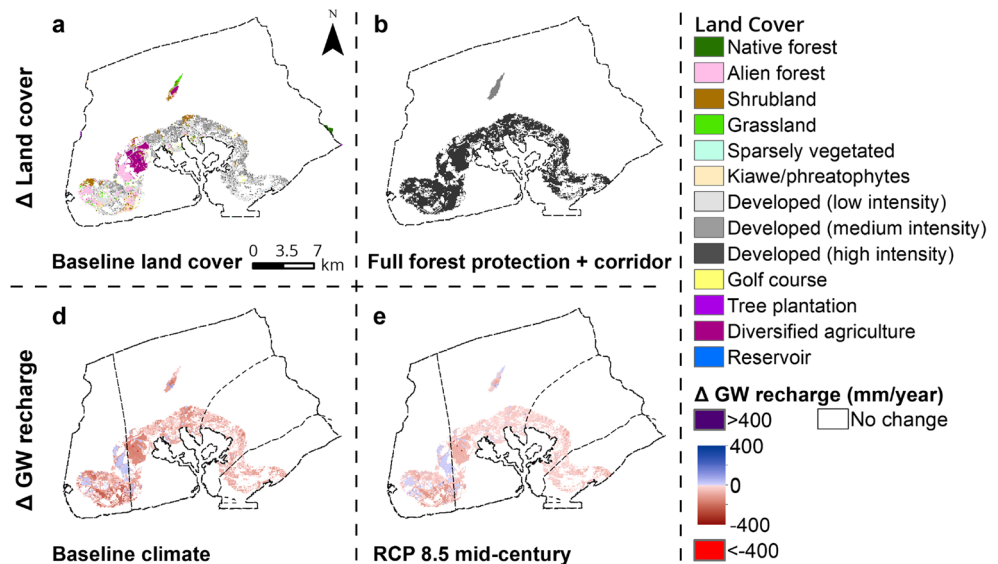 a
N
b
Δ Land cover
Baseline land cover
0 3.5 7
km
Full forest protection + corridor
Land Cover
Native forest
Alien forest
Shrubland
Grassland
Sparsely vegetated
Kiawe/phreatophytes
Developed (low intensity)
Developed (medium intensity)
Developed (high intensity)
Golf course
Tree plantation
Diversified agriculture
Reservoir
d
e
Δ GW recharge
Baseline climate
RCP 8.5 mid-century
Δ GW recharge (mm/year)
>400
No change
400
0
-400
<-400